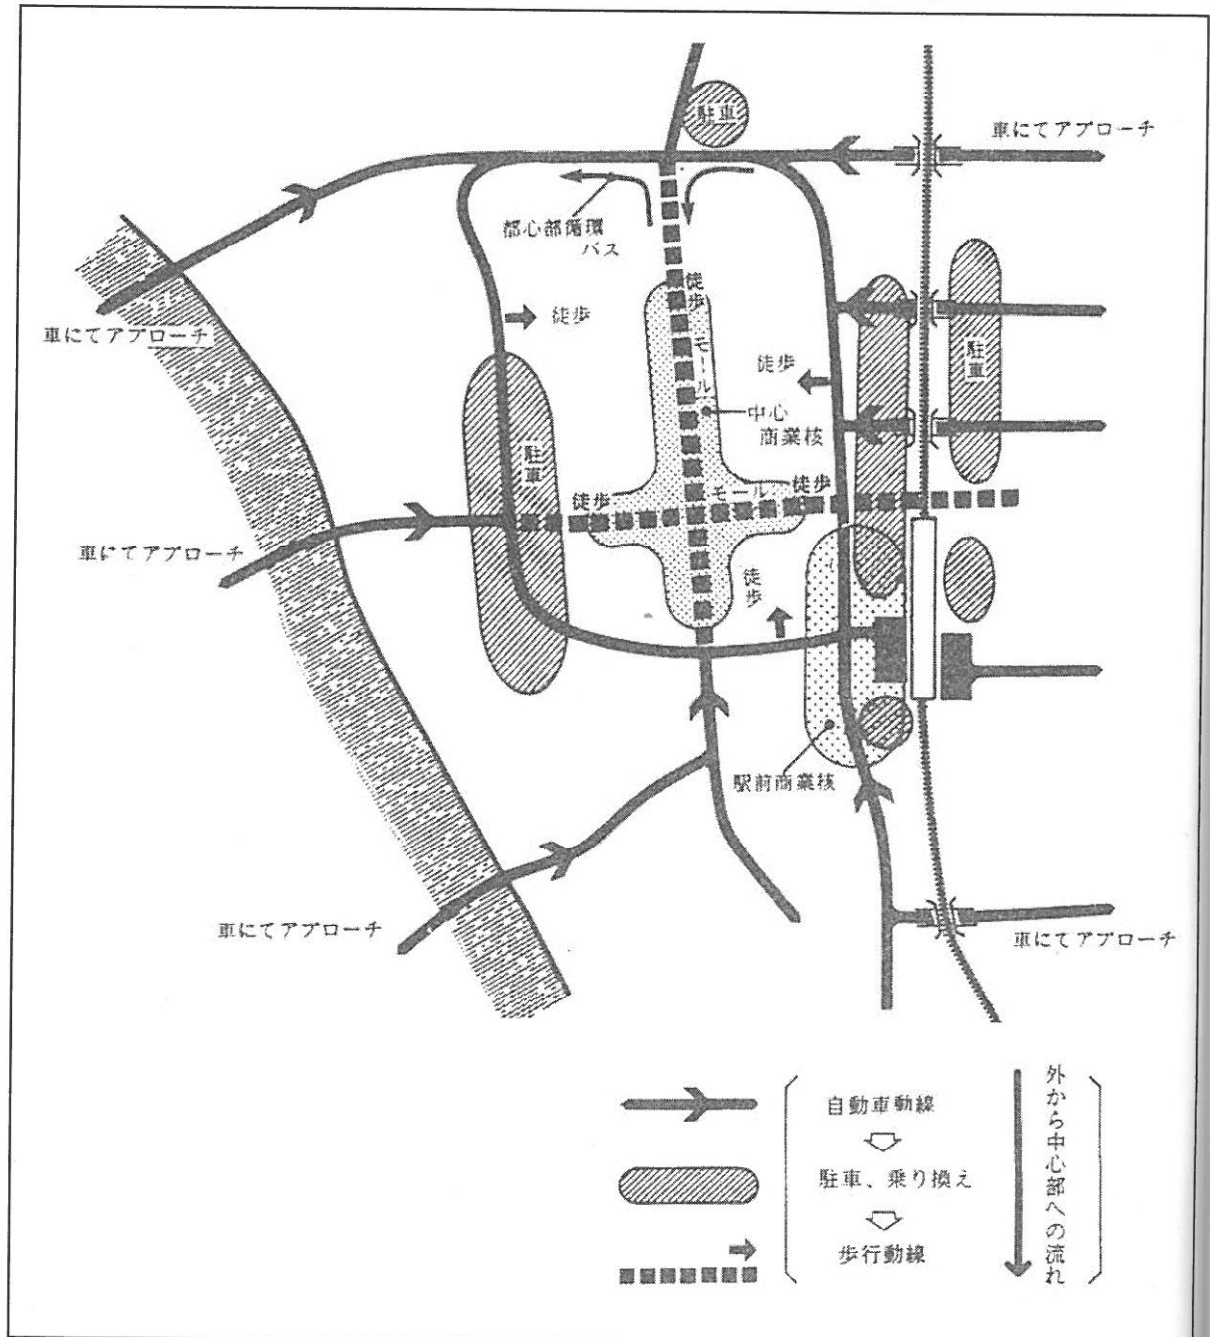 駐車
車にてアプローチ
都心部循環
バス
徒歩
モール
車にてアプローチ
徒歩
徒歩
駐車
中心
商業核
駐車
徒歩
モール
徒歩
車にてアプローチ
徒歩
駅前商業核
車にてアプローチ
車にてアプローチ
自動車動線
駐車、乗り換え
歩行動線
外から中心部への流れ